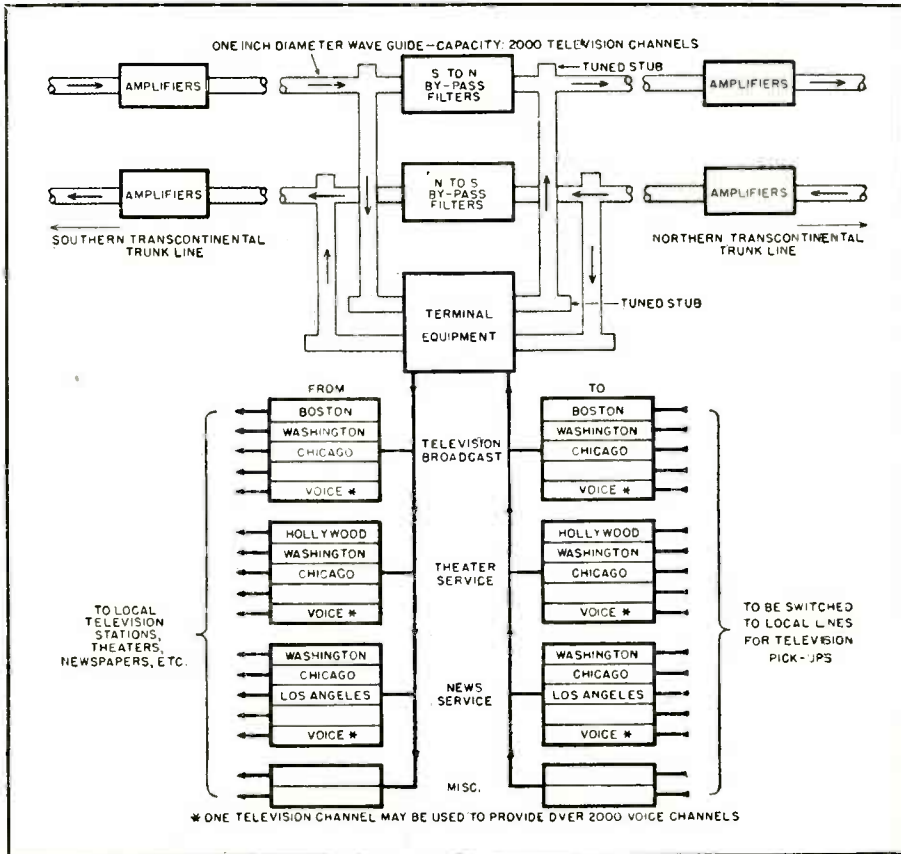 ONE INCH DIAMETER WAVE GUIDE-CAPACITY: 2000 TELEVISION CHANNELS
AMPLIFIERS
S TO N
BY-PASS
FILTERS
TUNED STUB
AMPLIFIERS
AMPLIFIERS
N TO S
BY-PASS
FILTERS
AMPLIFIERS
SOUTHERN TRANSCONTINENTAL
TRUNK LINE
NORTHERN TRANSCONTINENTAL
TRUNK LINE
TERMINAL
EQUIPMENT
TUNED STUB
FROM
BOSTON
WASHINGTON
CHICAGO
VOICE *
TELEVISION
BROADCAST
TO
BOSTON
WASHINGTON
CHICAGO
VOICE *
HOLLYWOOD
WASHINGTON
CHICAGO
VOICE *
THEATER
SERVICE
HOLLYWOOD
WASHINGTON
CHICAGO
VOICE *
TO LOCAL
TELEVISION
STATIONS,
THEATERS,
NEWSPAPERS, ETC.
TO BE SWITCHED
TO LOCAL LINES
FOR TELEVISION
PICK-UPS
WASHINGTON
CHICAGO
LOS ANGELES
VOICE *
NEWS
SERVICE
WASHINGTON
CHICAGO
LOS ANGELES
VOICE *
MISC.
* ONE TELEVISION CHANNEL MAY BE USED TO PROVIDE OVER 2000 VOICE CHANNELS